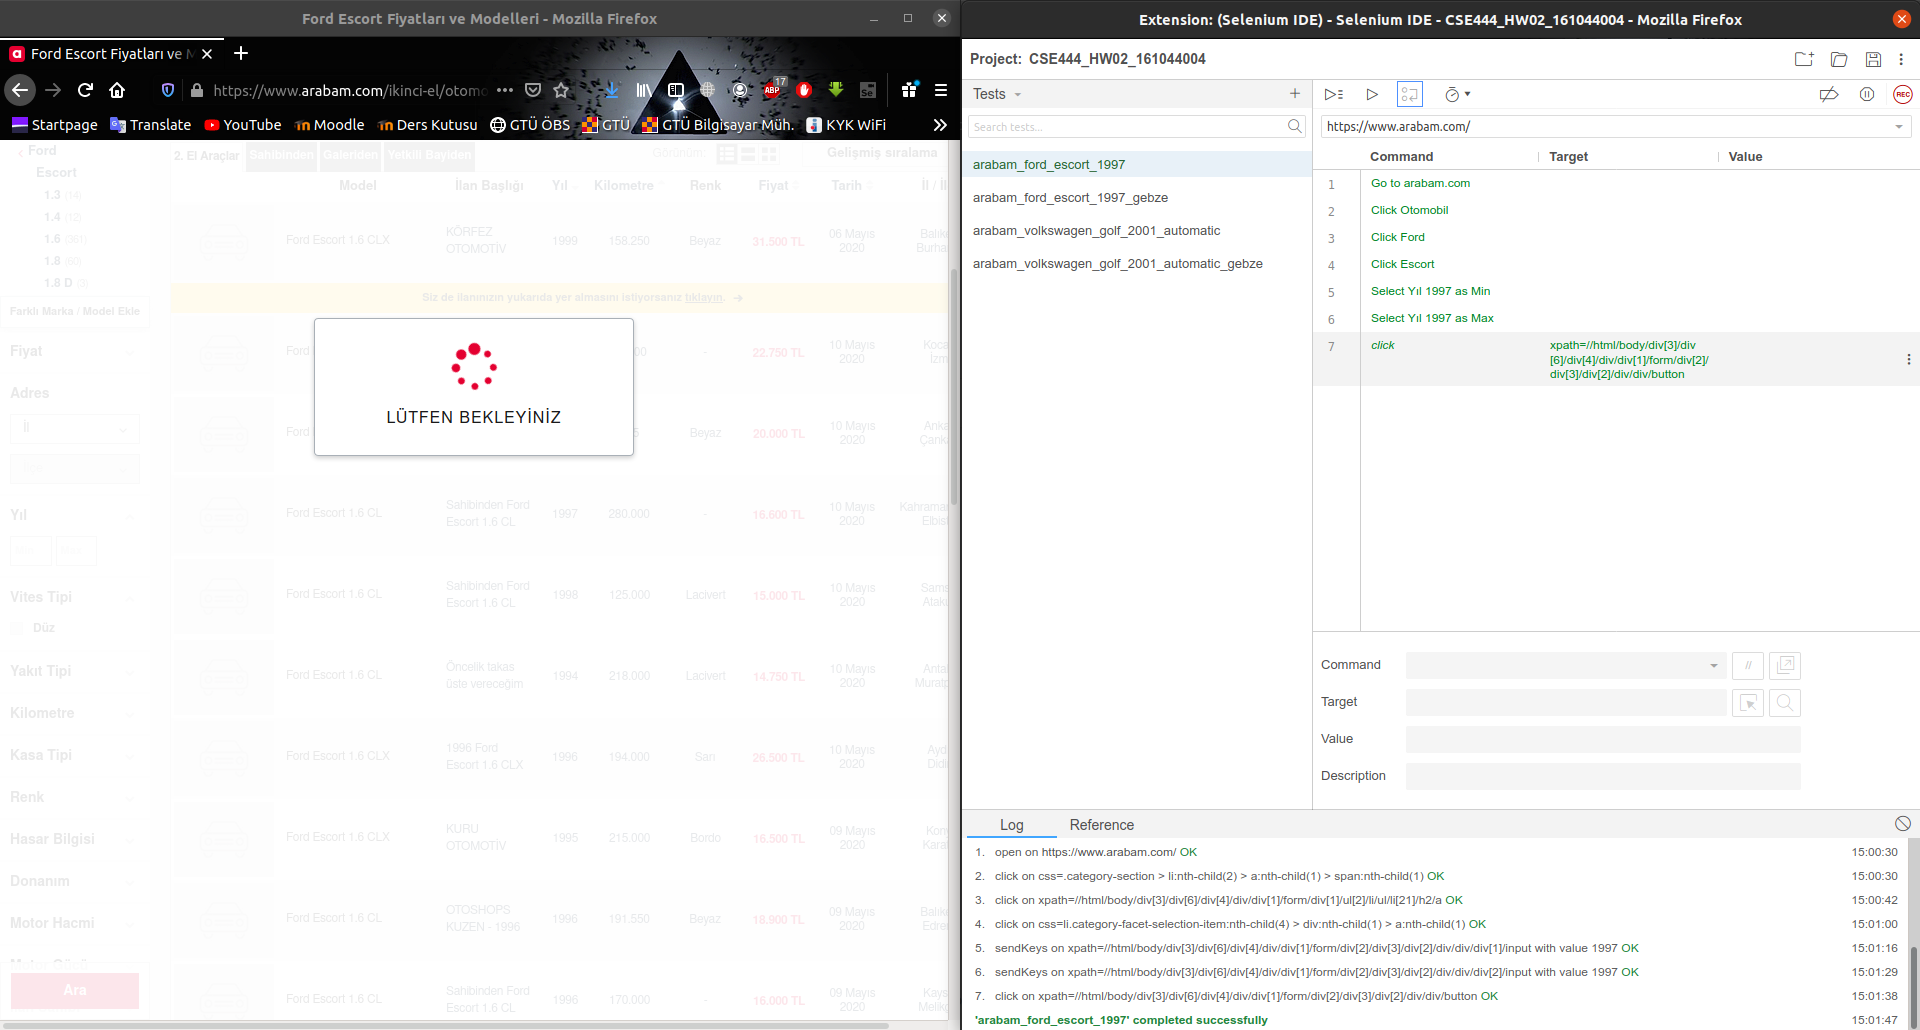 Ford Escort Fiyatları ve Modelleri - Mozilla Firefox
Ford Escort Fiyatları ve M
https://www.arabam.com/ikinci-el/otomo
17
ABP
Se
Startpage
Translate
YouTube
Moodle
Ders Kutusu
GTÜ ÖBS
GTÜ
GTÜ Bilgisayar Müh.
KYK WiFi
Ford
Escort
1.3 (14)
1.4 (12)
1.6 (361)
1.8 (60)
1.8 D (3)
Farklı Marka / Model Ekle
Fiyat
Adres
İl
Yıl
Vites Tipi
Düz
Yakıt Tipi
Kilometre
Kasa Tipi
Renk
Hasar Bilgisi
Donanım
Motor Hacmi
Ara
2. El Araçlar
Sahibinden
Galeriden
Yetkili Bayiden
Görünüm:
Gelişmiş sıralama
Model İlan Başlığı Yıl Kilometre Renk Fiyat Tarih İl / İl
Ford Escort 1.6 CLX KÖRFEZ OTOMOTİV 1999 158.250 Beyaz 31.500 TL 06 Mayıs 2020 Balıke Burha
Siz de ilanınızın yukarıda yer almasını istiyorsanız tıklayın.
Ford 00 - 22.750 TL 10 Mayıs 2020 Koca İzm
LÜTFEN BEKLEYİNİZ
Ford 5 Beyaz 20.000 TL 10 Mayıs 2020 Anka Çank
Ford Escort 1.6 CL Sahibinden Ford Escort 1.6 CL 1997 280.000 - 16.600 TL 10 Mayıs 2020 Kahraman Elbist
Ford Escort 1.6 CL Sahibinden Ford Escort 1.6 CL 1998 125.000 Lacivert 15.000 TL 10 Mayıs 2020 Sams Atak
Ford Escort 1.6 CL Öncelik takas üste vereceğim 1994 218.000 Lacivert 14.750 TL 10 Mayıs 2020 Antal Muratp
Ford Escort 1.6 CLX 1996 Ford Escort 1.6 CLX 1996 194.000 Sarı 26.500 TL 10 Mayıs 2020 Ayd Didi
Ford Escort 1.6 CLX KURU OTOMOTİV 1995 215.000 Bordo 16.500 TL 09 Mayıs 2020 Kony Karat
Ford Escort 1.6 CL OTOSHOPS KUZEN - 1996 1996 191.550 Beyaz 18.900 TL 09 Mayıs 2020 Balıke Edrem
Ford Escort 1.6 CL Sahibinden Ford Escort 1.6 CL 1996 170.000 - 16.000 TL 09 Mayıs 2020 Kays Melikg
Extension: (Selenium IDE) - Selenium IDE - CSE444_HW02_161044004 - Mozilla Firefox
Project: CSE444_HW02_161044004
Tests
Search tests...
arabam_ford_escort_1997
arabam_ford_escort_1997_gebze
arabam_volkswagen_golf_2001_automatic
arabam_volkswagen_golf_2001_automatic_gebze
REC
https://www.arabam.com/
Command Target Value
1 Go to arabam.com
2 Click Otomobil
3 Click Ford
4 Click Escort
5 Select Yıl 1997 as Min
6 Select Yıl 1997 as Max
7 click xpath=//html/body/div[3]/div
[6]/div[4]/div/div[1]/form/div[2]/
div[3]/div[2]/div/div/button
Command
//
Target
Value
Description
Log
Reference
1. open on https://www.arabam.com/ OK 15:00:30
2. click on css=.category-section > li:nth-child(2) > a:nth-child(1) > span:nth-child(1) OK 15:00:30
3. click on xpath=//html/body/div[3]/div[6]/div[4]/div/div[1]/form/div[1]/ul[2]/li/ul/li[21]/h2/a OK 15:00:42
4. click on css=li.category-facet-selection-item:nth-child(4) > div:nth-child(1) > a:nth-child(1) OK 15:01:00
5. sendKeys on xpath=//html/body/div[3]/div[6]/div[4]/div/div[1]/form/div[2]/div[3]/div[2]/div/div/div[1]/input with value 1997 OK 15:01:16
6. sendKeys on xpath=//html/body/div[3]/div[6]/div[4]/div/div[1]/form/div[2]/div[3]/div[2]/div/div/div[2]/input with value 1997 OK 15:01:29
7. click on xpath=//html/body/div[3]/div[6]/div[4]/div/div[1]/form/div[2]/div[3]/div[2]/div/div/button OK 15:01:38
'arabam_ford_escort_1997' completed successfully 15:01:47